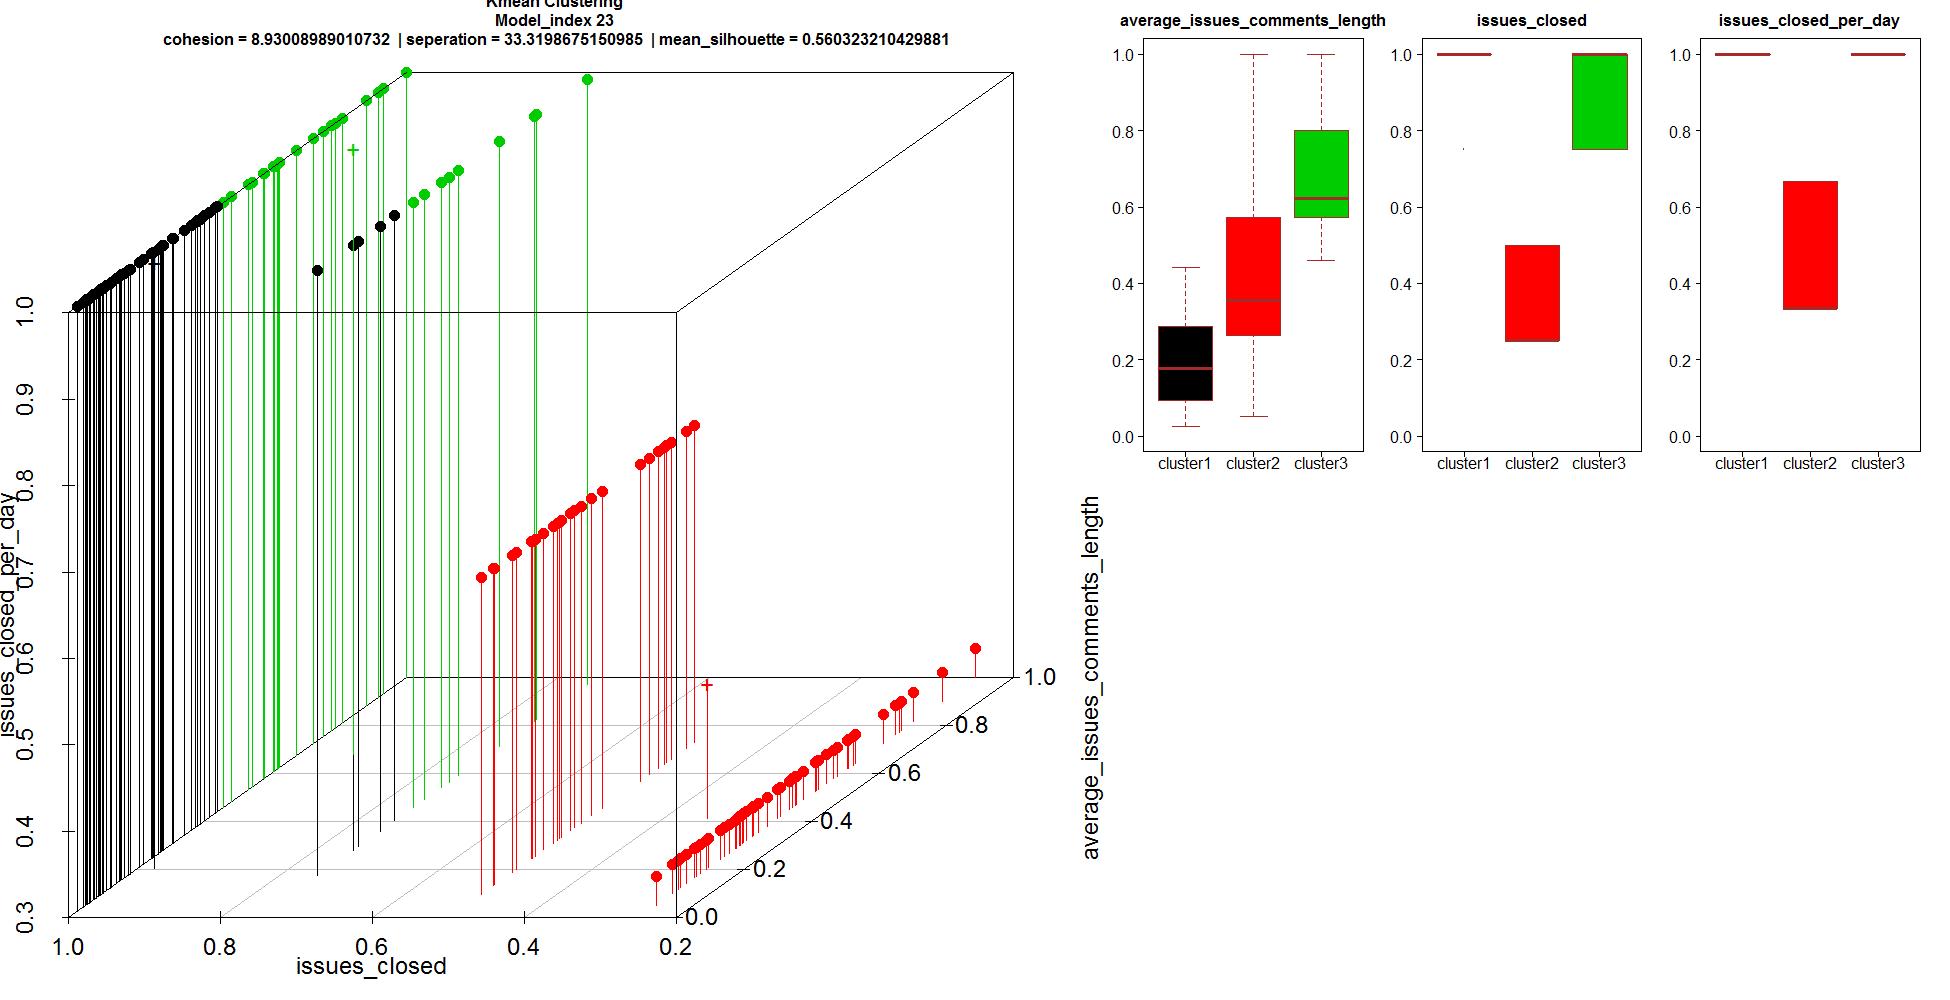 Kmean Clustering
Model_index 23
cohesion = 8.93008989010732 | seperation = 33.3198675150985 | mean_silhouette = 0.560323210429881
issues_closed_per_day
1.0
0.9
0.8
0.7
0.6
0.5
0.4
0.3
1.0 0.8 0.6 0.4 0.2
issues_closed
0.0
0.2
0.4
0.6
0.8
1.0
average_issues_comments_length
average_issues_comments_length
1.0
0.8
0.6
0.4
0.2
0.0
cluster1 cluster2 cluster3
issues_closed
1.0
0.8
0.6
0.4
0.2
0.0
cluster1 cluster2 cluster3
issues_closed_per_day
1.0
0.8
0.6
0.4
0.2
0.0
cluster1 cluster2 cluster3